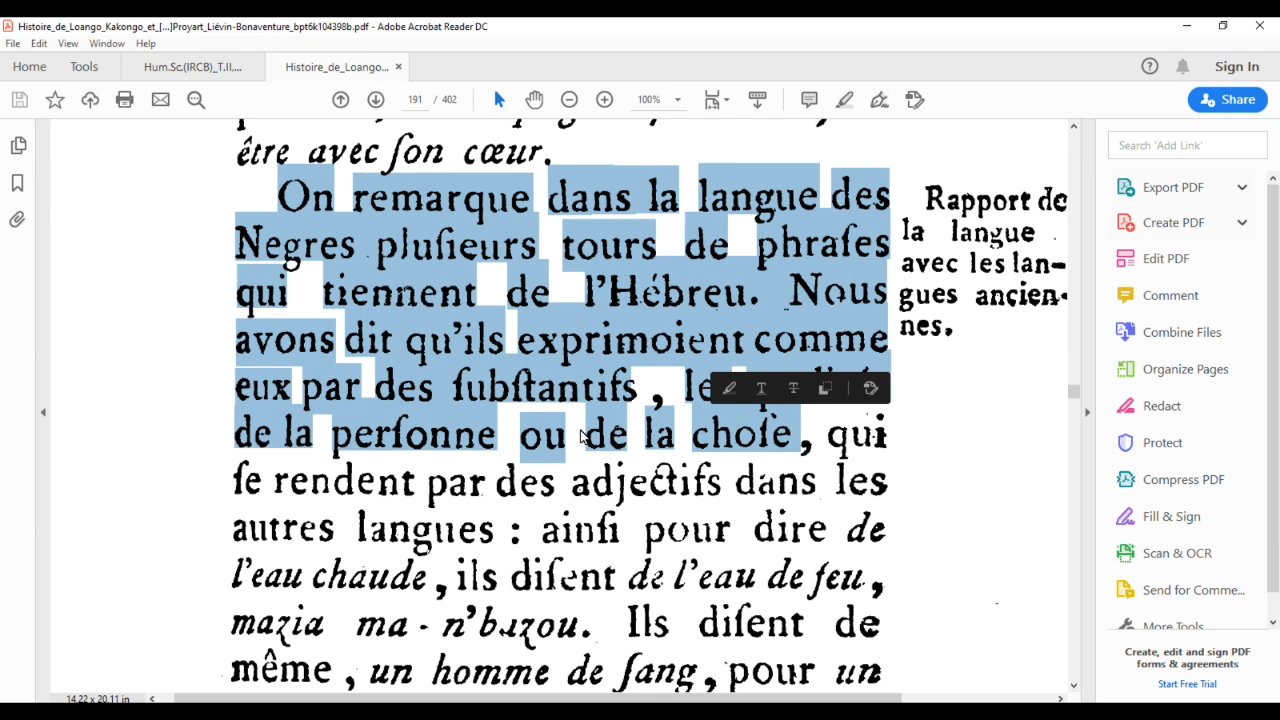 Histoire_de_Loango_Kakongo_et_[...]Proyart_Liévin-Bonaventure_bpt6k104398b.pdf - Adobe Acrobat Reader DC
File Edit View Window Help
Home Tools Hum.Sc.(IRCB)_T.II,... Histoire_de_Loango... × Sign In
191 / 402 100% Share
être avec ſon cœur.
On remarque dans la langue des
Negres pluſieurs tours de phraſes
qui tiennent de l'Hébreu. Nous
avons dit qu'ils exprimoient comme
eux par des ſubſtantifs,
de la perſonne ou de la choſe, qui
ſe rendent par des adjectifs dans les
autres langues : ainſi pour dire de
l'eau chaude, ils diſent de l'eau de feu,
mazia ma-n'bazou. Ils diſent de
même, un homme de ſang, pour un
Rapport de
la langue
avec les lan-
gues ancien-
nes.
14.22 x 20.11 in
Search 'Add Link'
Export PDF
Create PDF
Edit PDF
Comment
Combine Files
Organize Pages
Redact
Protect
Compress PDF
Fill & Sign
Scan & OCR
Send for Comme...
More Tools
Create, edit and sign PDF
forms & agreements
Start Free Trial